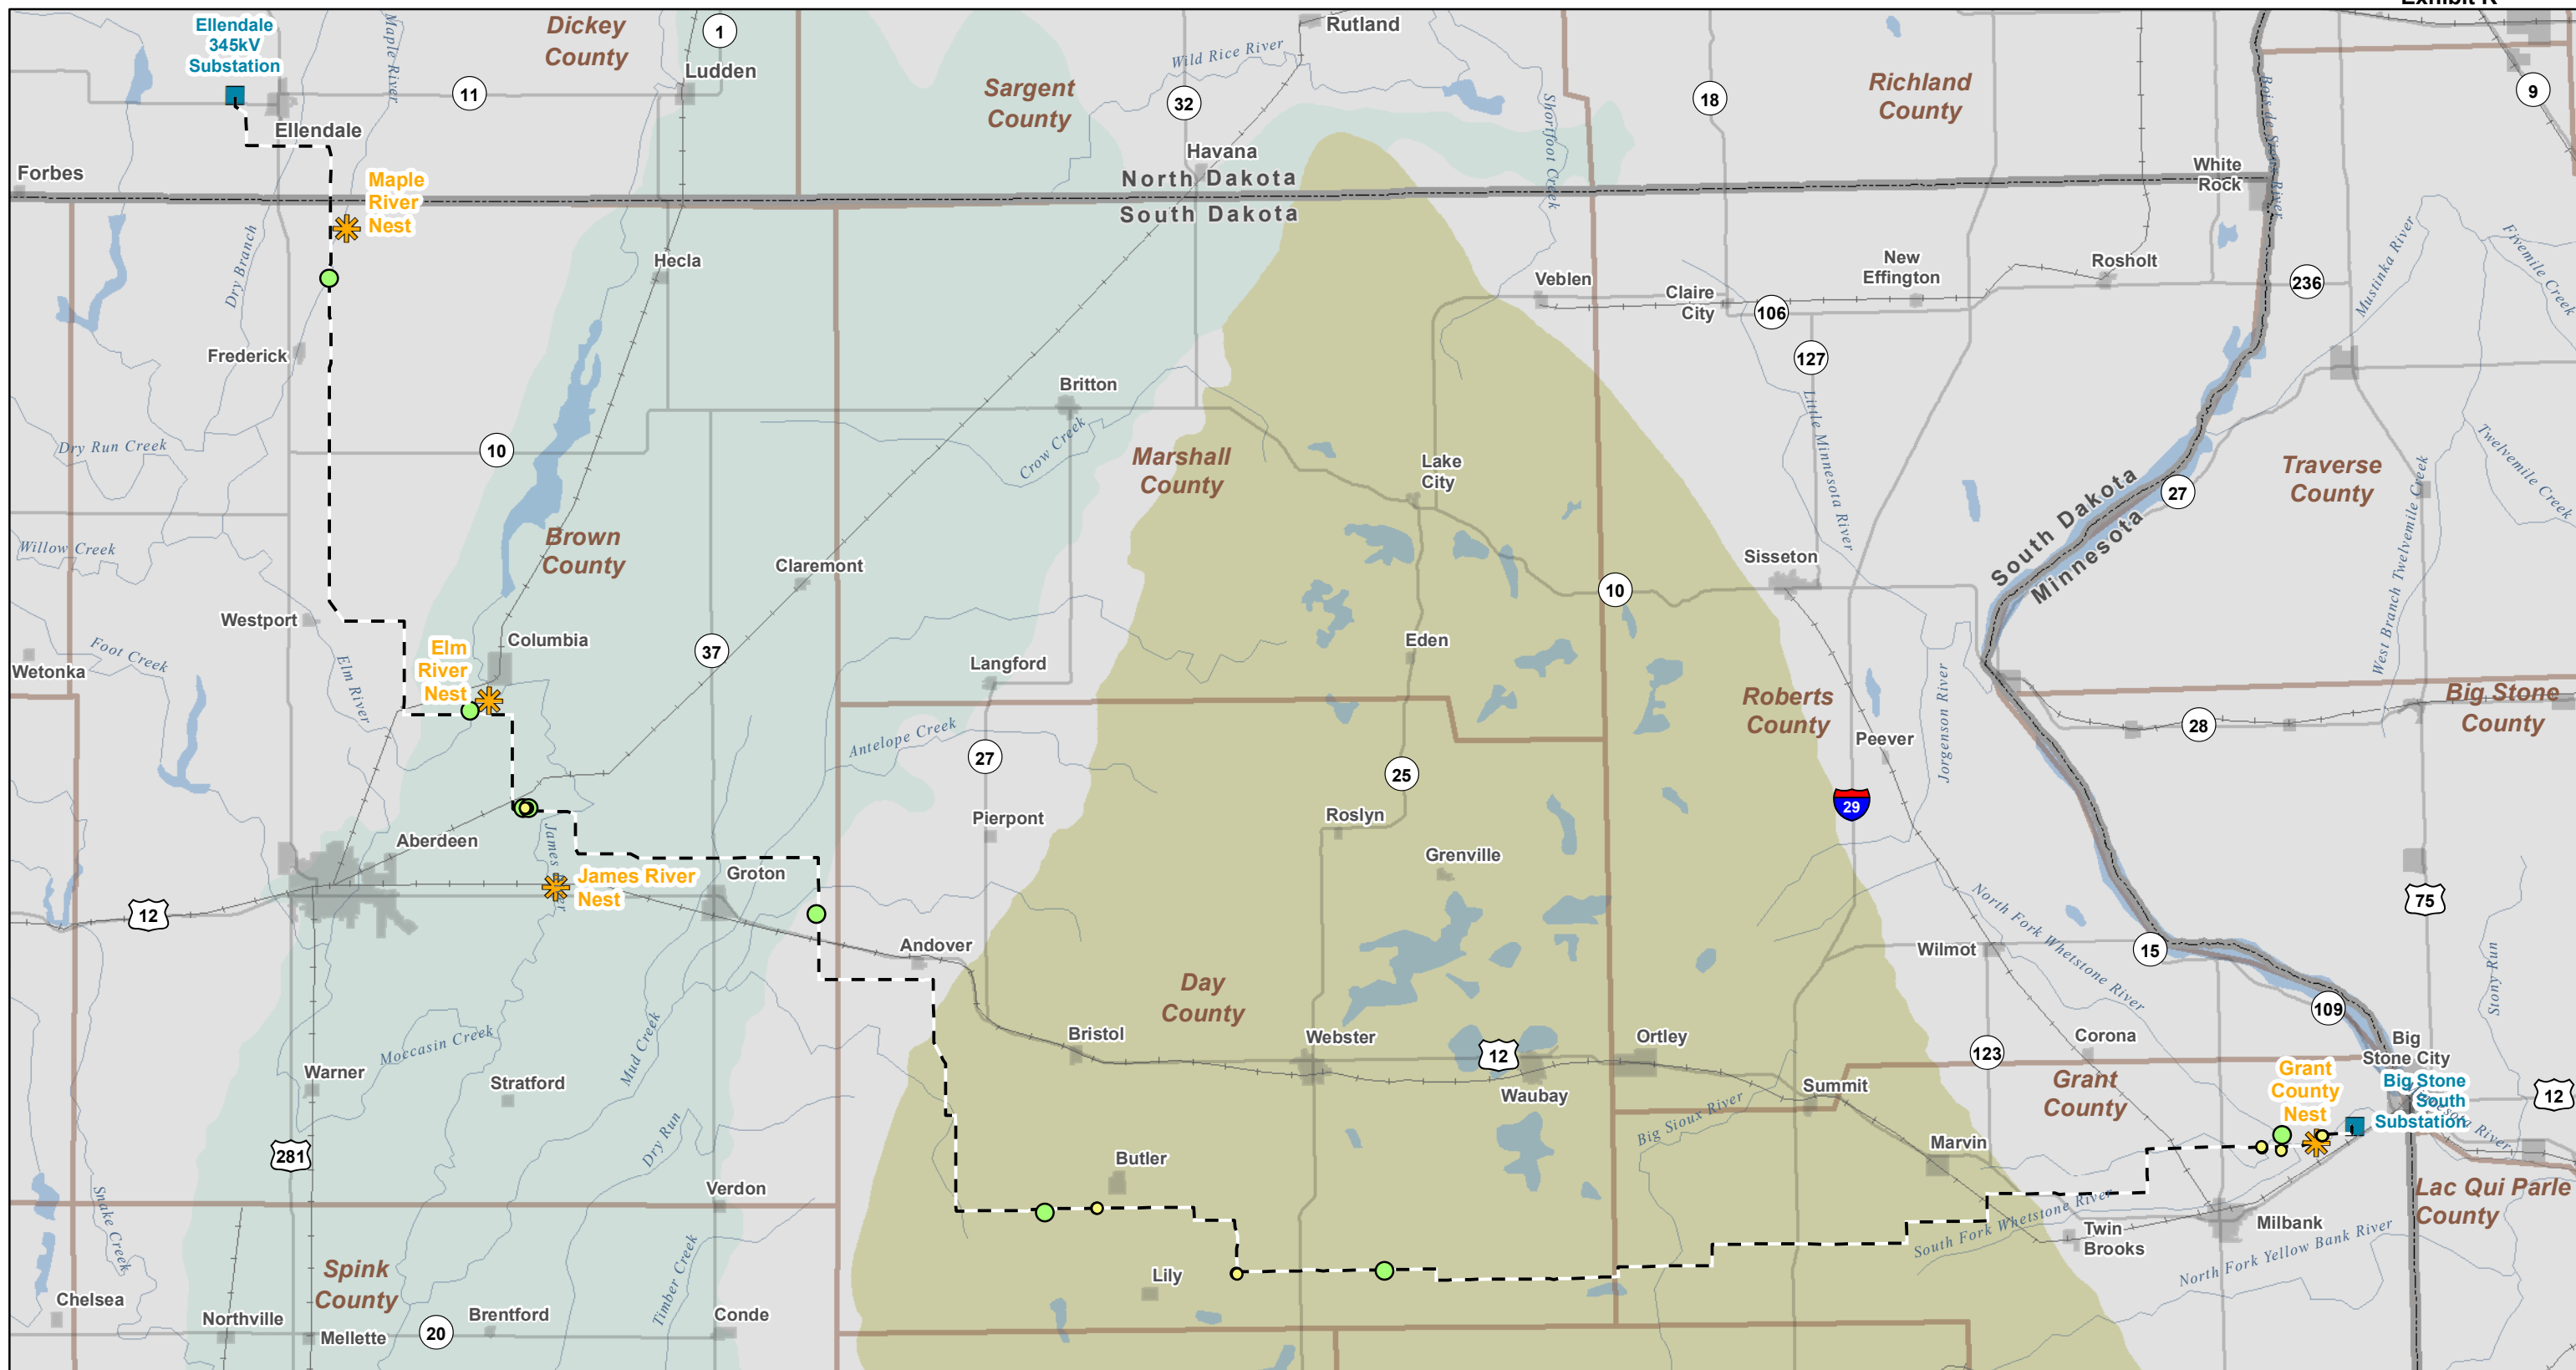 Exhibit K
Ellendale
345kV
Substation
Maple River
Dickey
County
1
Ludden
11
Ellendale
Forbes
Maple
River
Nest
Sargent
County
Wild Rice River
Rutland
32
Havana
North Dakota
South Dakota
Shortfoot Creek
18
Richland
County
Bois de Sioux River
9
White
Rock
Dry Branch
Hecla
Frederick
Veblen
Claire
City
106
New
Effington
Rosholt
236
Mustinka River
Fivemile Creek
127
Britton
Crow Creek
Dry Run Creek
10
Marshall
County
Lake
City
Little Minnesota River
South Dakota
Minnesota
27
Traverse
County
Twelvemile Creek
West Branch Twelvemile Creek
Willow Creek
Brown
County
Claremont
Sisseton
10
Westport
Foot Creek
Wetonka
Elm River
Elm
River
Nest
Columbia
37
Langford
Eden
Roberts
County
Jorgenson River
Big Stone
County
28
Antelope Creek
27
25
Peever
29
Aberdeen
James
er
Pierpont
Roslyn
Grenville
James River
Nest
Groton
12
75
Andover
Day
County
Wilmot
North Fork Whetstone River
15
Stony Run
109
Moccasin Creek
Mud Creek
Bristol
Webster
12
Waubay
Ortley
123
Corona
Big
Stone City
Warner
Stratford
Summit
Grant
County
Grant
County
Nest
Big Stone
South
Substation
12
281
Dry Run
Butler
Big Sioux River
Marvin
Snake Creek
Verdon
Lac Qui Parle
County
South Fork Whetstone River
Twin
Brooks
Milbank
North Fork Yellow Bank River
Spink
County
Timber Creek
Lily
Chelsea
Northville
Mellette
20
Brentford
Conde